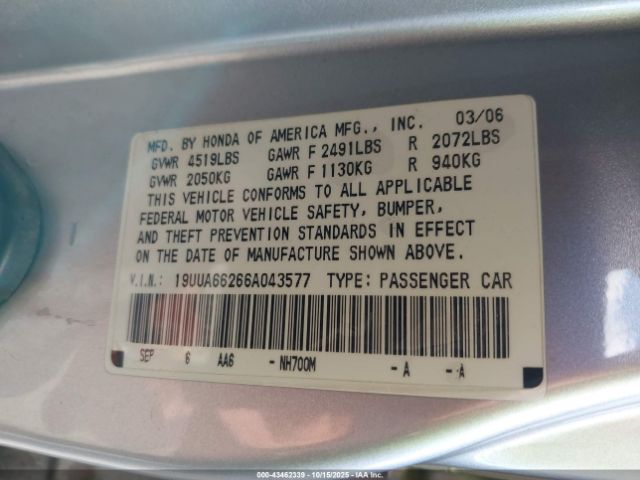 MFD. BY HONDA OF AMERICA MFG., INC. 03/06
GVWR 4519LBS GAWR F 2491LBS R 2072LBS
GVWR 2050KG GAWR F 1130KG R 940KG
THIS VEHICLE CONFORMS TO ALL APPLICABLE
FEDERAL MOTOR VEHICLE SAFETY, BUMPER,
AND THEFT PREVENTION STANDARDS IN EFFECT
ON THE DATE OF MANUFACTURE SHOWN ABOVE.
V.I.N.: 19UUA66266A043577 TYPE: PASSENGER CAR
SEP 6 AA6 - NH700M - A - A
00-43462339 | 10/15/2025 | IAA Inc.